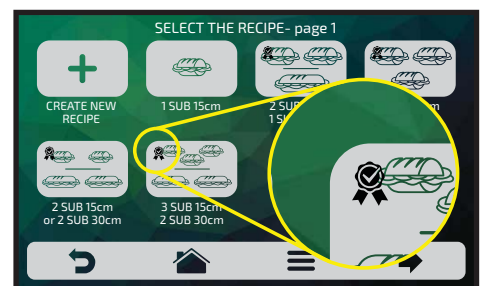 SELECT THE RECIPE- page 1
CREATE NEW
RECIPE
1 SUB 15cm
2 SUB
2 SUB 15cm
or 2 SUB 30cm
3 SUB 15cm
2 SUB 30cm